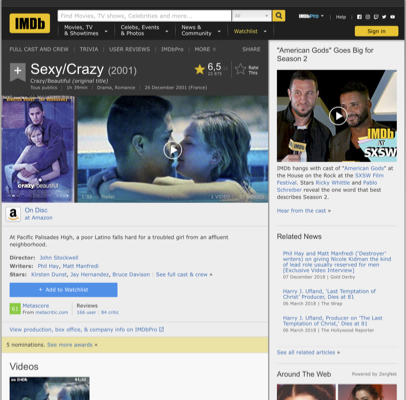 IMDb
Find Movies, TV shows, Celebrities and more...
All
IMDbPro
Help
Movies, TV
& Showtimes
Celebs, Events
& Photos
News &
Community
Watchlist
Sign in
FULL CAST AND CREW
TRIVIA
USER REVIEWS
IMDbPro
MORE
SHARE
Sexy/Crazy (2001)
Crazy/Beautiful (original title)
Tous publics
1h 39min
Drama, Romance
26 December 2001 (France)
6,5
Rate
This
crazy beautiful
1:32
Trailer
1 VIDEO
On Disc
at Amazon
At Pacific Palisades High, a poor Latino falls hard for a troubled girl from an affluent
neighborhood.
Director: John Stockwell
Writers: Phil Hay, Matt Manfredi
Stars: Kirsten Dunst, Jay Hernandez, Bruce Davison
See full cast & crew »
+ Add to Watchlist
61
Metascore
From metacritic.com
Reviews
166 user
84 critic
View production, box office, & company info on IMDbPro
5 nominations. See more awards »
Videos
"American Gods" Goes Big for
Season 2
IMDb
at
SXSW
IMDb hangs with cast of "American Gods" at
the House on the Rock at the SXSW Film
Festival. Stars Ricky Whittle and Pablo
Schreiber reveal the one word that best
describes Season 2.
Hear from the cast »
Related News
Phil Hay and Matt Manfredi ('Destroyer'
writers) on giving Nicole Kidman the kind
of lead role usually reserved for men
[Exclusive Video Interview]
07 December 2018 | Gold Derby
Harry J. Ufland, 'Last Temptation of
Christ' Producer, Dies at 81
06 March 2018 | The Wrap
Harry J. Ufland, Producer on 'The Last
Temptation of Christ,' Dies at 81
06 March 2018 | The Hollywood Reporter
See all related articles »
Around The Web
Powered by ZergNet